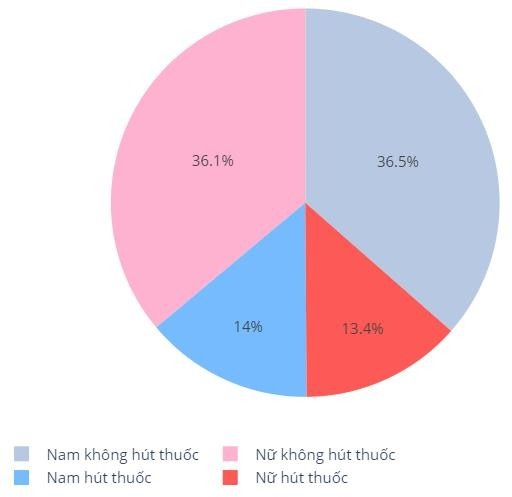 36.1%
36.5%
14%
13.4%
Nam không hút thuốc
Nữ không hút thuốc
Nam hút thuốc
Nữ hút thuốc